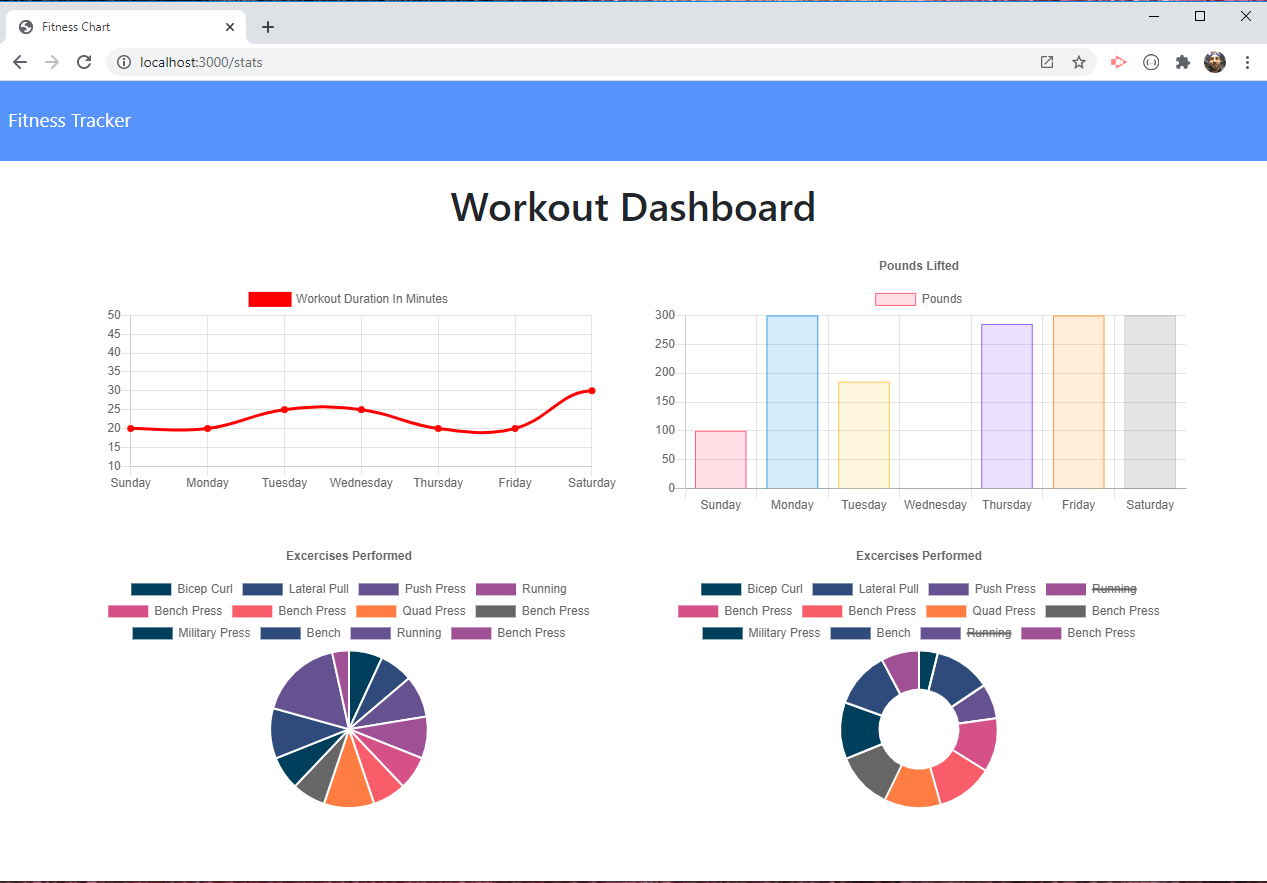 Fitness Chart
localhost:3000/stats
Fitness Tracker
Workout Dashboard
Workout Duration In Minutes
50
45
40
35
30
25
20
15
10
Sunday Monday Tuesday Wednesday Thursday Friday Saturday
Pounds Lifted
Pounds
300
250
200
150
100
50
0
Sunday Monday Tuesday Wednesday Thursday Friday Saturday
Excercises Performed
Bicep Curl Lateral Pull Push Press Running
Bench Press Bench Press Quad Press Bench Press
Military Press Bench Running Bench Press
Excercises Performed
Bicep Curl Lateral Pull Push Press Running
Bench Press Bench Press Quad Press Bench Press
Military Press Bench Running Bench Press